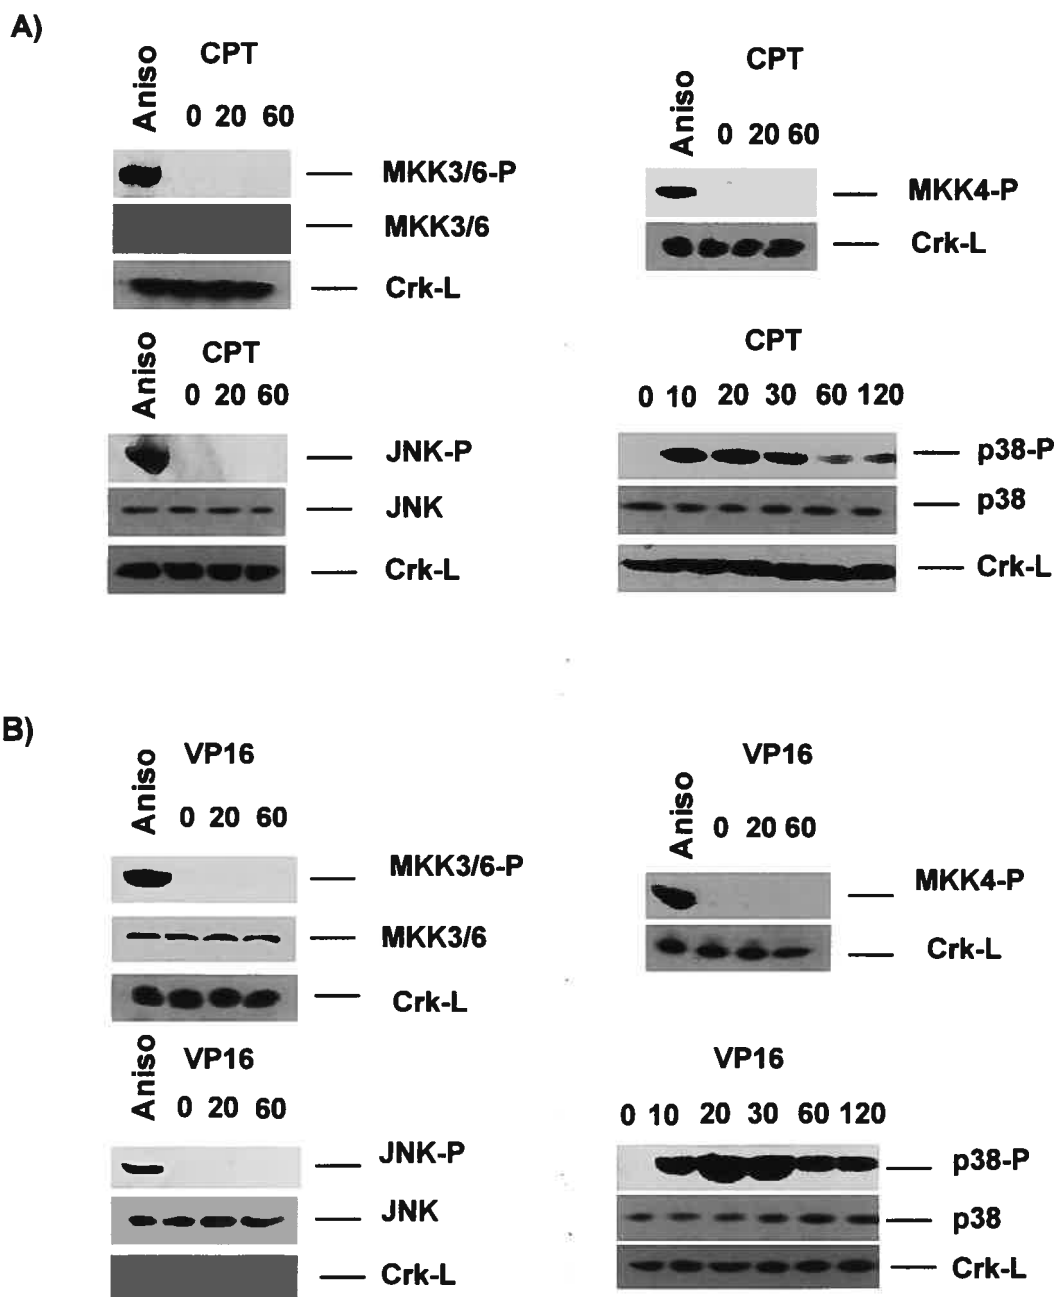 A)
Aniso CPT
0 20 60
MKK3/6-P
MKK3/6
Crk-L
Aniso CPT
0 20 60
MKK4-P
Crk-L
Aniso CPT
0 20 60
JNK-P
JNK
Crk-L
CPT
0 10 20 30 60 120
p38-P
p38
Crk-L
B)
Aniso VP16
0 20 60
MKK3/6-P
MKK3/6
Crk-L
Aniso VP16
0 20 60
MKK4-P
Crk-L
Aniso VP16
0 20 60
JNK-P
JNK
Crk-L
VP16
0 10 20 30 60 120
p38-P
p38
Crk-L